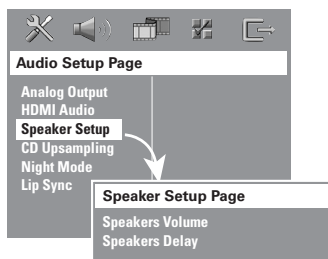 Audio Setup Page
Analog Output
HDMI Audio
Speaker Setup
CD Upsampling
Night Mode
Lip Sync
Speaker Setup Page
Speakers Volume
Speakers Delay